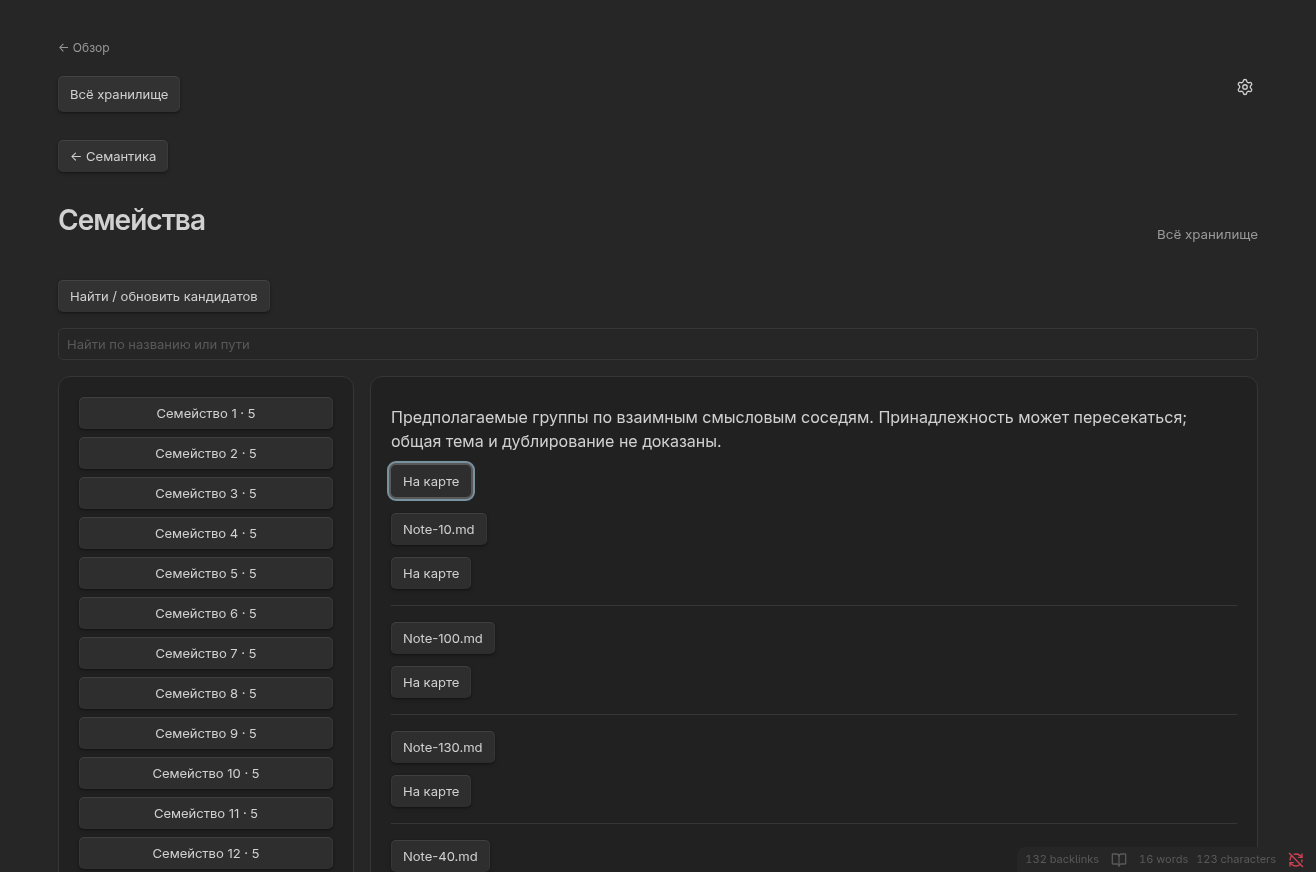 ← Обзор
Всё хранилище
← Семантика
Семейства
Всё хранилище
Найти / обновить кандидатов
Найти по названию или пути
Семейство 1 · 5
Семейство 2 · 5
Семейство 3 · 5
Семейство 4 · 5
Семейство 5 · 5
Семейство 6 · 5
Семейство 7 · 5
Семейство 8 · 5
Семейство 9 · 5
Семейство 10 · 5
Семейство 11 · 5
Семейство 12 · 5
Предполагаемые группы по взаимным смысловым соседям. Принадлежность может пересекаться;
общая тема и дублирование не доказаны.
На карте
Note-10.md
На карте
Note-100.md
На карте
Note-130.md
На карте
Note-40.md
132 backlinks 16 words 123 characters